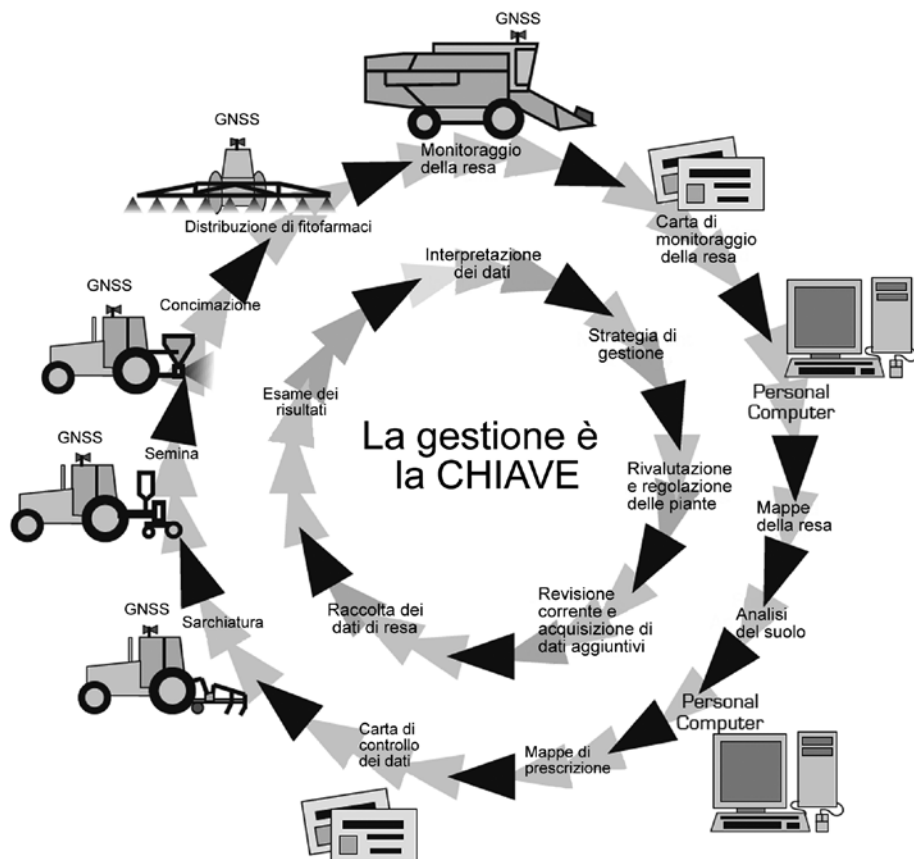 GNSS
Monitoraggio
della resa
Carta di
monitoraggio
della resa
Personal
Computer
Mappe
della resa
Analisi
del suolo
Personal
Computer
Mappe di
prescrizione
Carta di
controllo
dei dati
GNSS
Sarchiatura
GNSS
Semina
GNSS
Concimazione
GNSS
Distribuzione di fitofarmaci
Interpretazione
dei dati
Strategia di
gestione
Rivalutazione
e regolazione
delle piante
Revisione
corrente e
acquisizione di
dati aggiuntivi
Raccolta dei
dati di resa
Esame dei
risultati
La gestione è
la CHIAVE